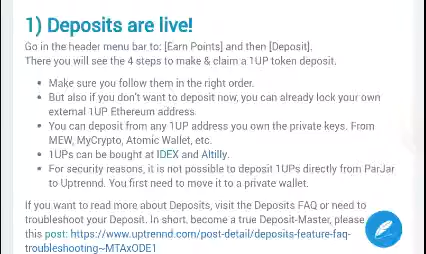 1) Deposits are live!
Go in the header menu bar to: [Earn Points] and then [Deposit].
There you will see the 4 steps to make & claim a 1UP token deposit.
• Make sure you follow them in the right order.
• But also if you don't want to deposit now, you can already lock your own
external 1UP Ethereum address.
• You can deposit from any 1UP address you own the private keys. From
MEW, MyCrypto, Atomic Wallet, etc.
• 1UPs can be bought at IDEX and Altilly.
• For security reasons, it is not possible to deposit 1UPs directly from ParJar
to Uptrennd. You first need to move it to a private wallet.
If you want to read more about Deposits, visit the Deposits FAQ or need to
troubleshoot your Deposit. In short, become a true Deposit-Master, please
this post: https://www.uptrennd.com/post-detail/deposits-feature-faq-
troubleshooting~MTAxODE1